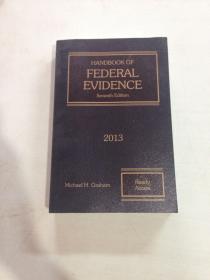 HANDBOOK OF
FEDERAL
EVIDENCE
Seventh Edition
2013
Michael H. Graham
Ready
Access